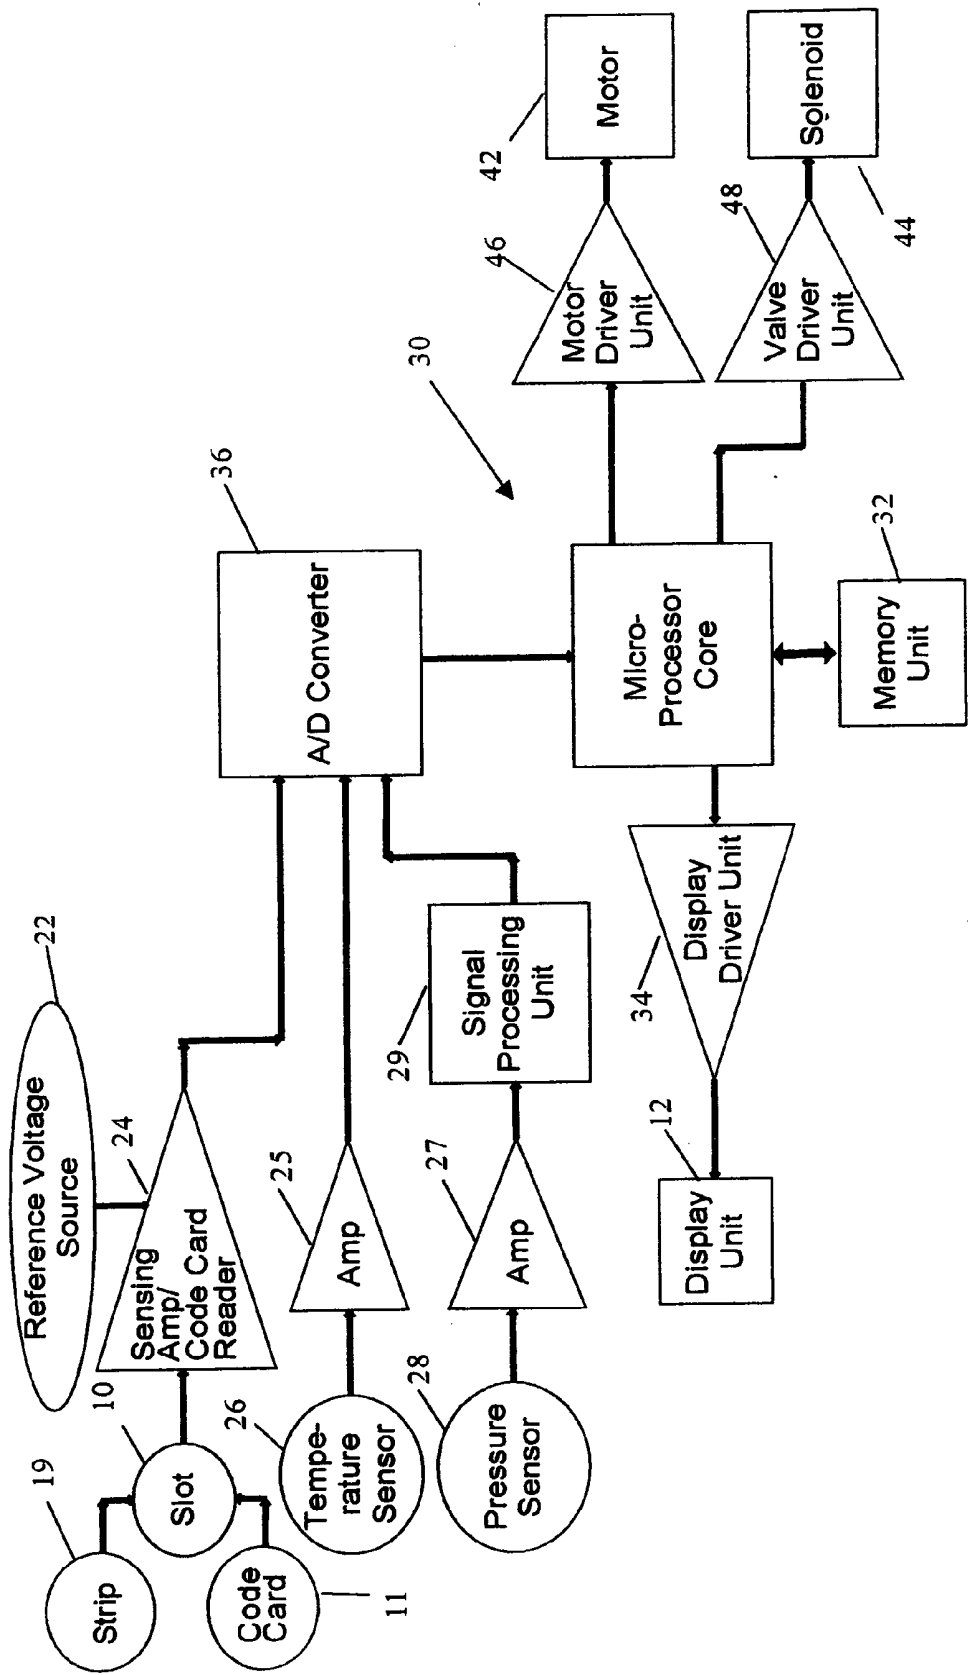 Strip
19
Code
Card
11
Slot
10
Reference Voltage
Source
22
Sensing
Amp/
Code Card
Reader
24
Tempe-
rature
Sensor
26
Amp
25
Pressure
Sensor
28
Amp
27
Signal
Processing
Unit
29
A/D Converter
36
30
Micro-
Processor
Core
Memory
Unit
32
Display
Driver Unit
34
Display
Unit
12
Motor
Driver
Unit
46
Motor
42
Valve
Driver
Unit
48
Solenoid
44